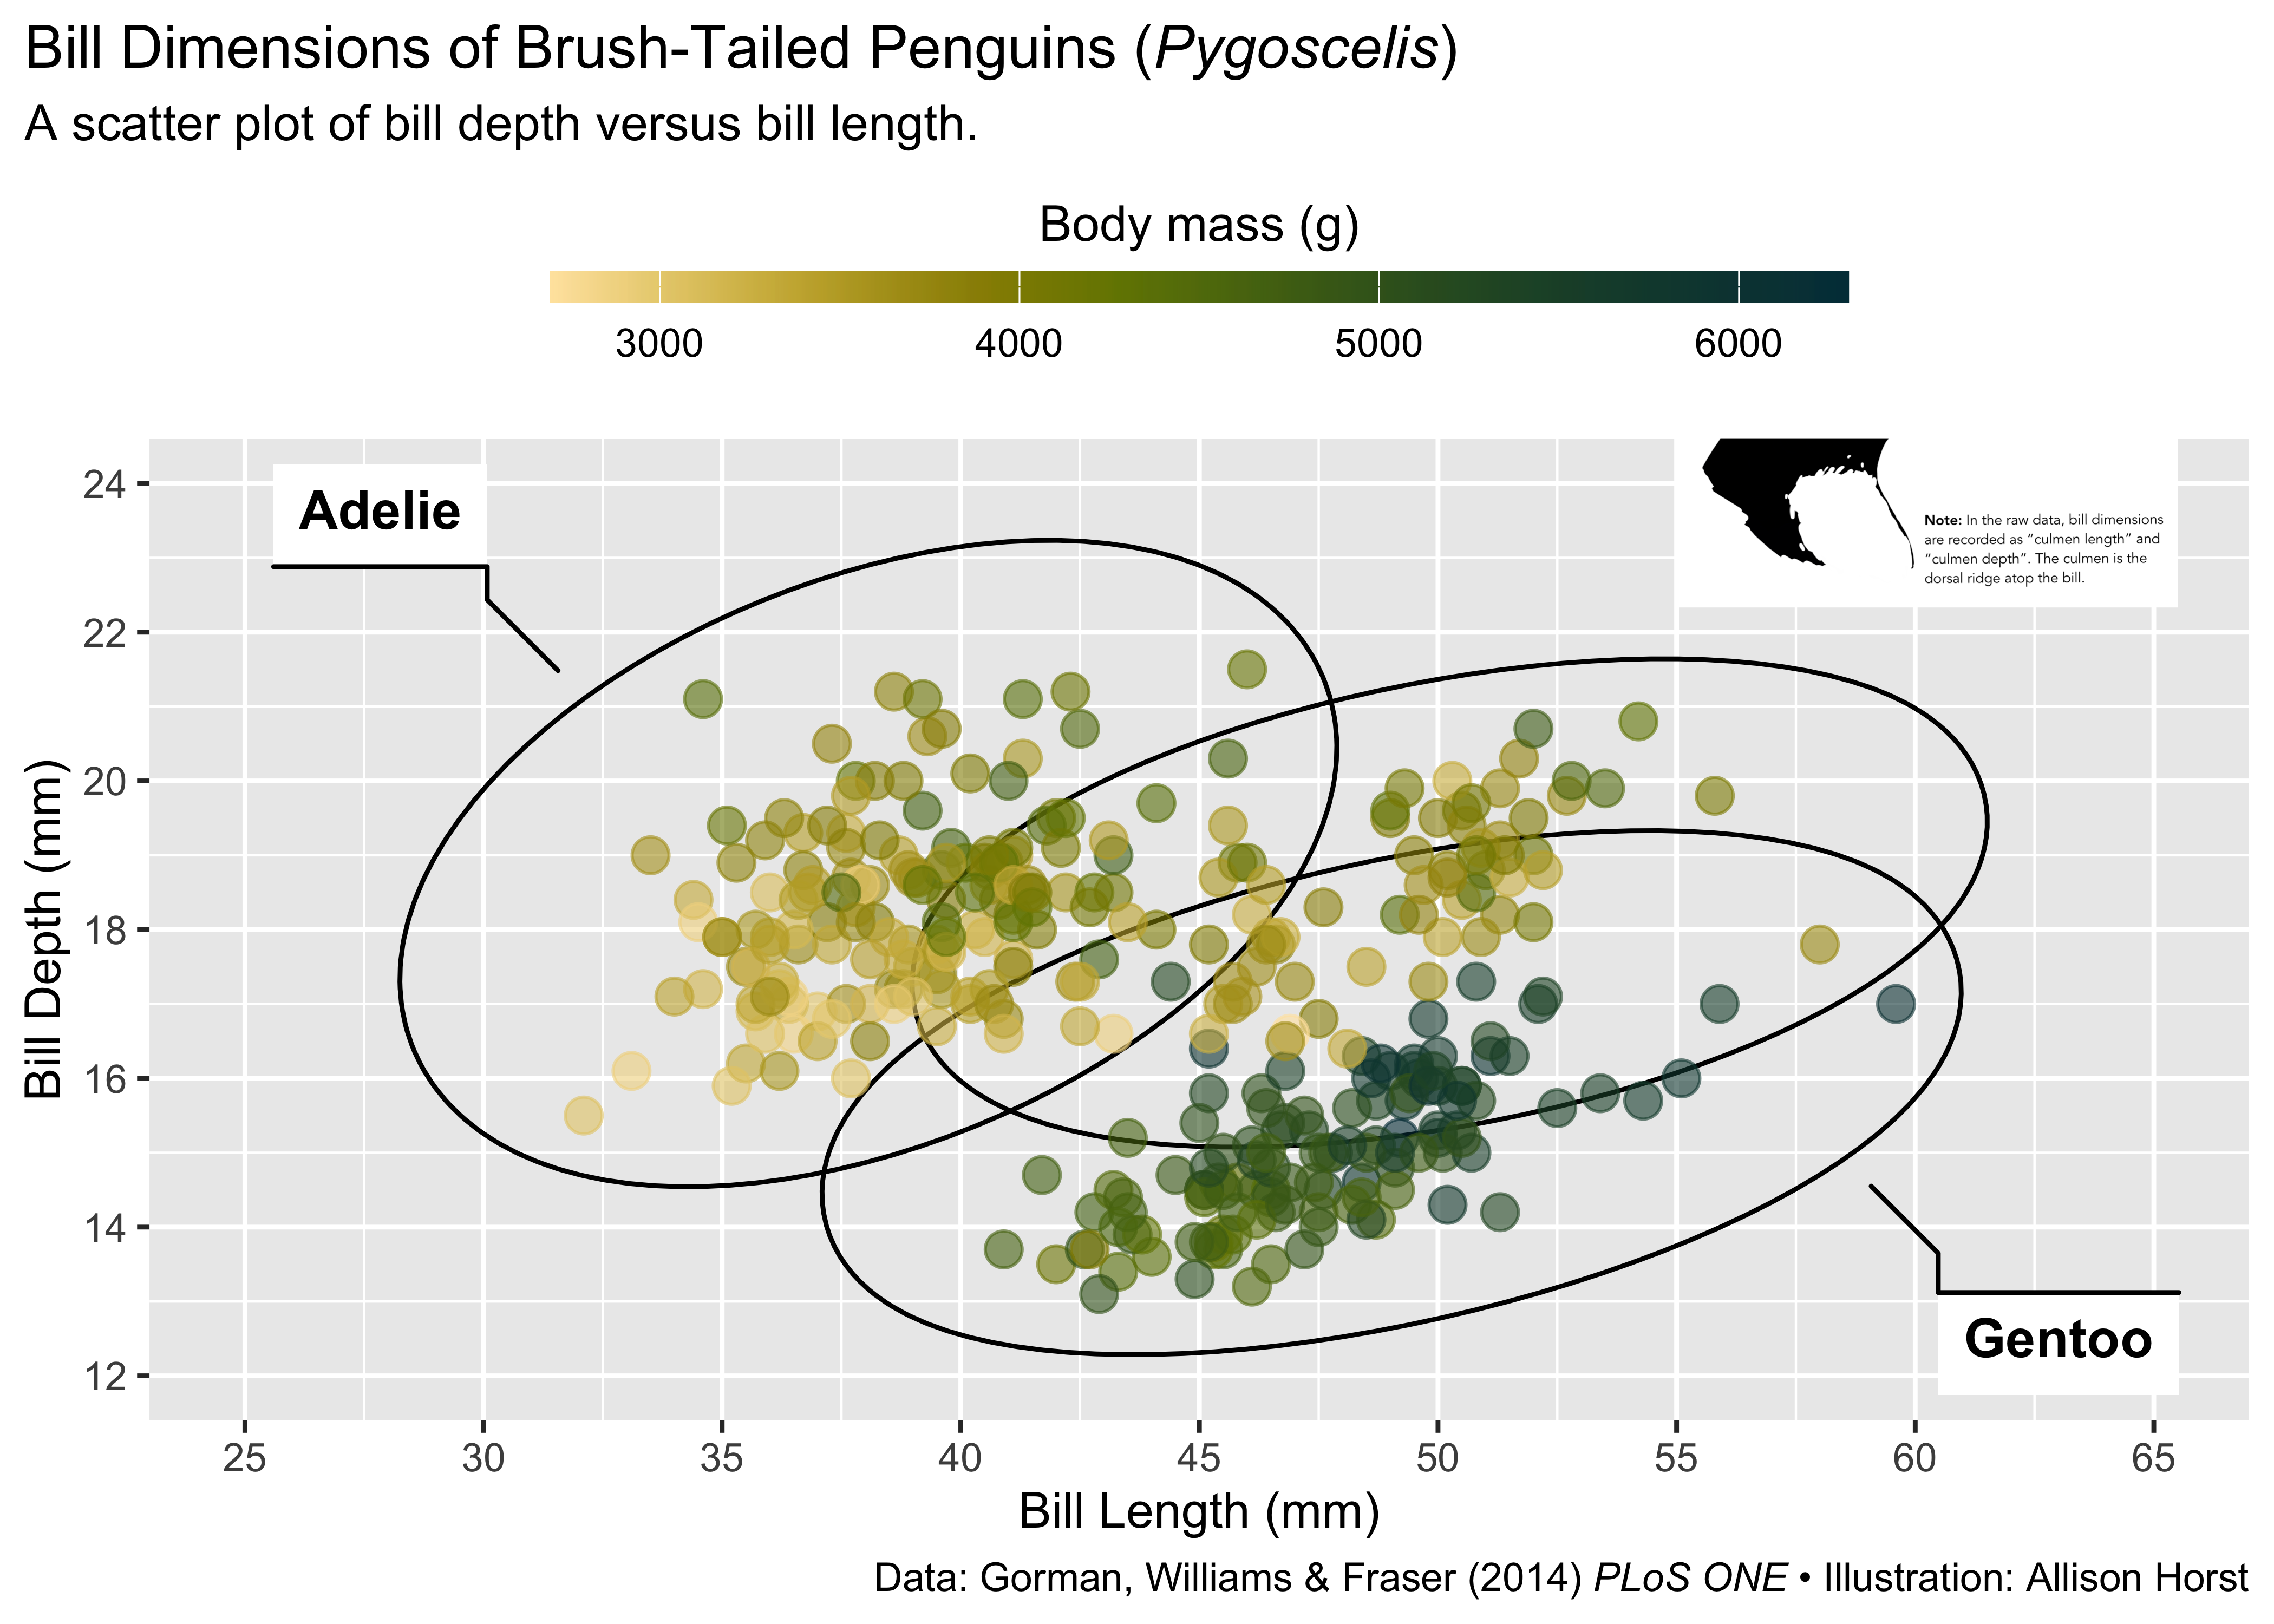 Bill Dimensions of Brush-Tailed Penguins (Pygoscelis)
A scatter plot of bill depth versus bill length.
Body mass (g)
3000 4000 5000 6000
Adelie
Note: In the raw data, bill dimensions
are recorded as “culmen length” and
“culmen depth”. The culmen is the
dorsal ridge atop the bill.
Bill Depth (mm)
24
22
20
18
16
14
12
Gentoo
25 30 35 40 45 50 55 60 65
Bill Length (mm)
Data: Gorman, Williams & Fraser (2014) PLoS ONE • Illustration: Allison Horst